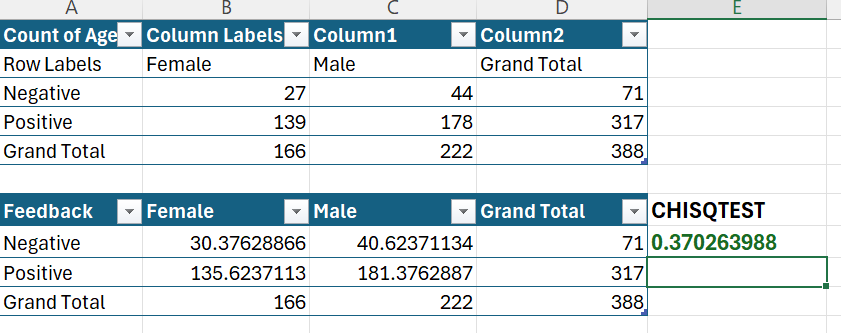 A B C D E
Count of Age Column Labels Column1 Column2
Row Labels Female Male Grand Total
Negative 27 44 71
Positive 139 178 317
Grand Total 166 222 388
Feedback Female Male Grand Total CHISQTEST
Negative 30.37628866 40.62371134 71 0.370263988
Positive 135.6237113 181.3762887 317
Grand Total 166 222 388